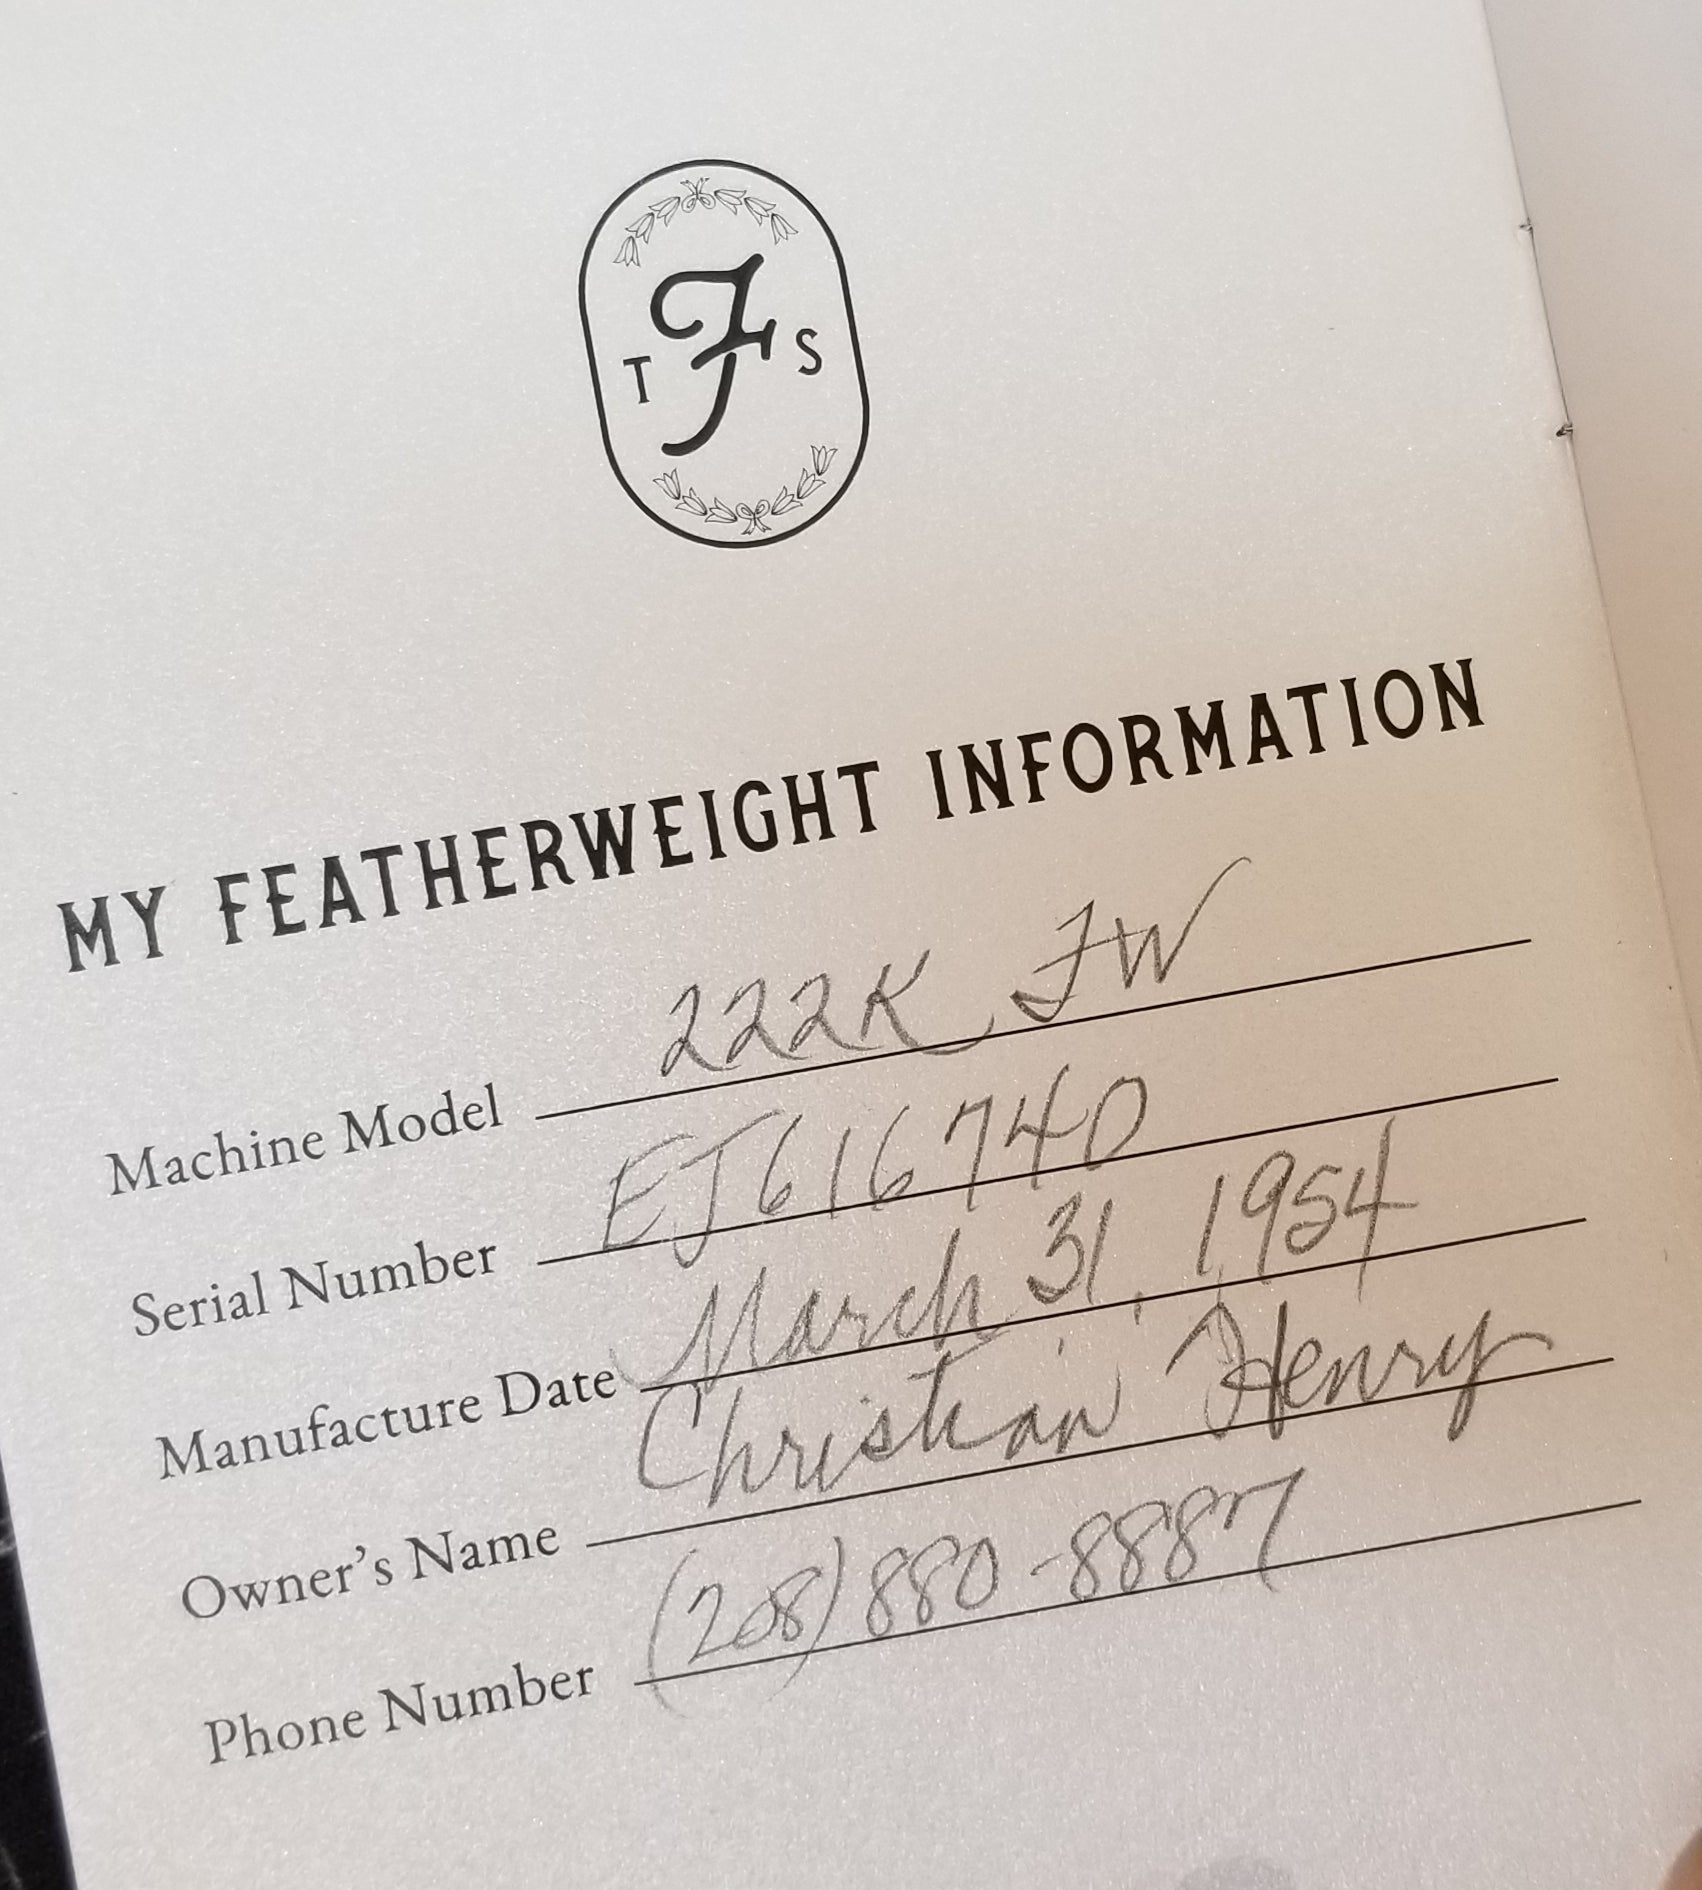 T F S
MY FEATHERWEIGHT INFORMATION
Machine Model 222K FW
Serial Number EJ616740
Manufacture Date March 31, 1954
Owner's Name Christian Henry
Phone Number (208) 880-8887